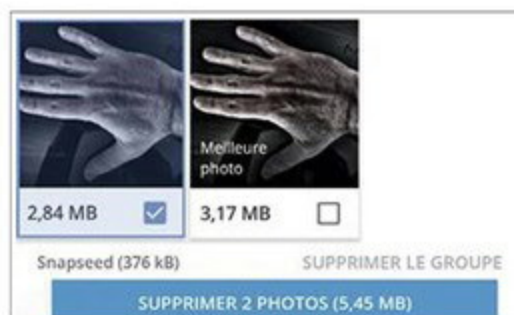 Meilleure
photo
2,84 MB
3,17 MB
Snapseed (376 kB)
SUPPRIMER LE GROUPE
SUPPRIMER 2 PHOTOS (5,45 MB)